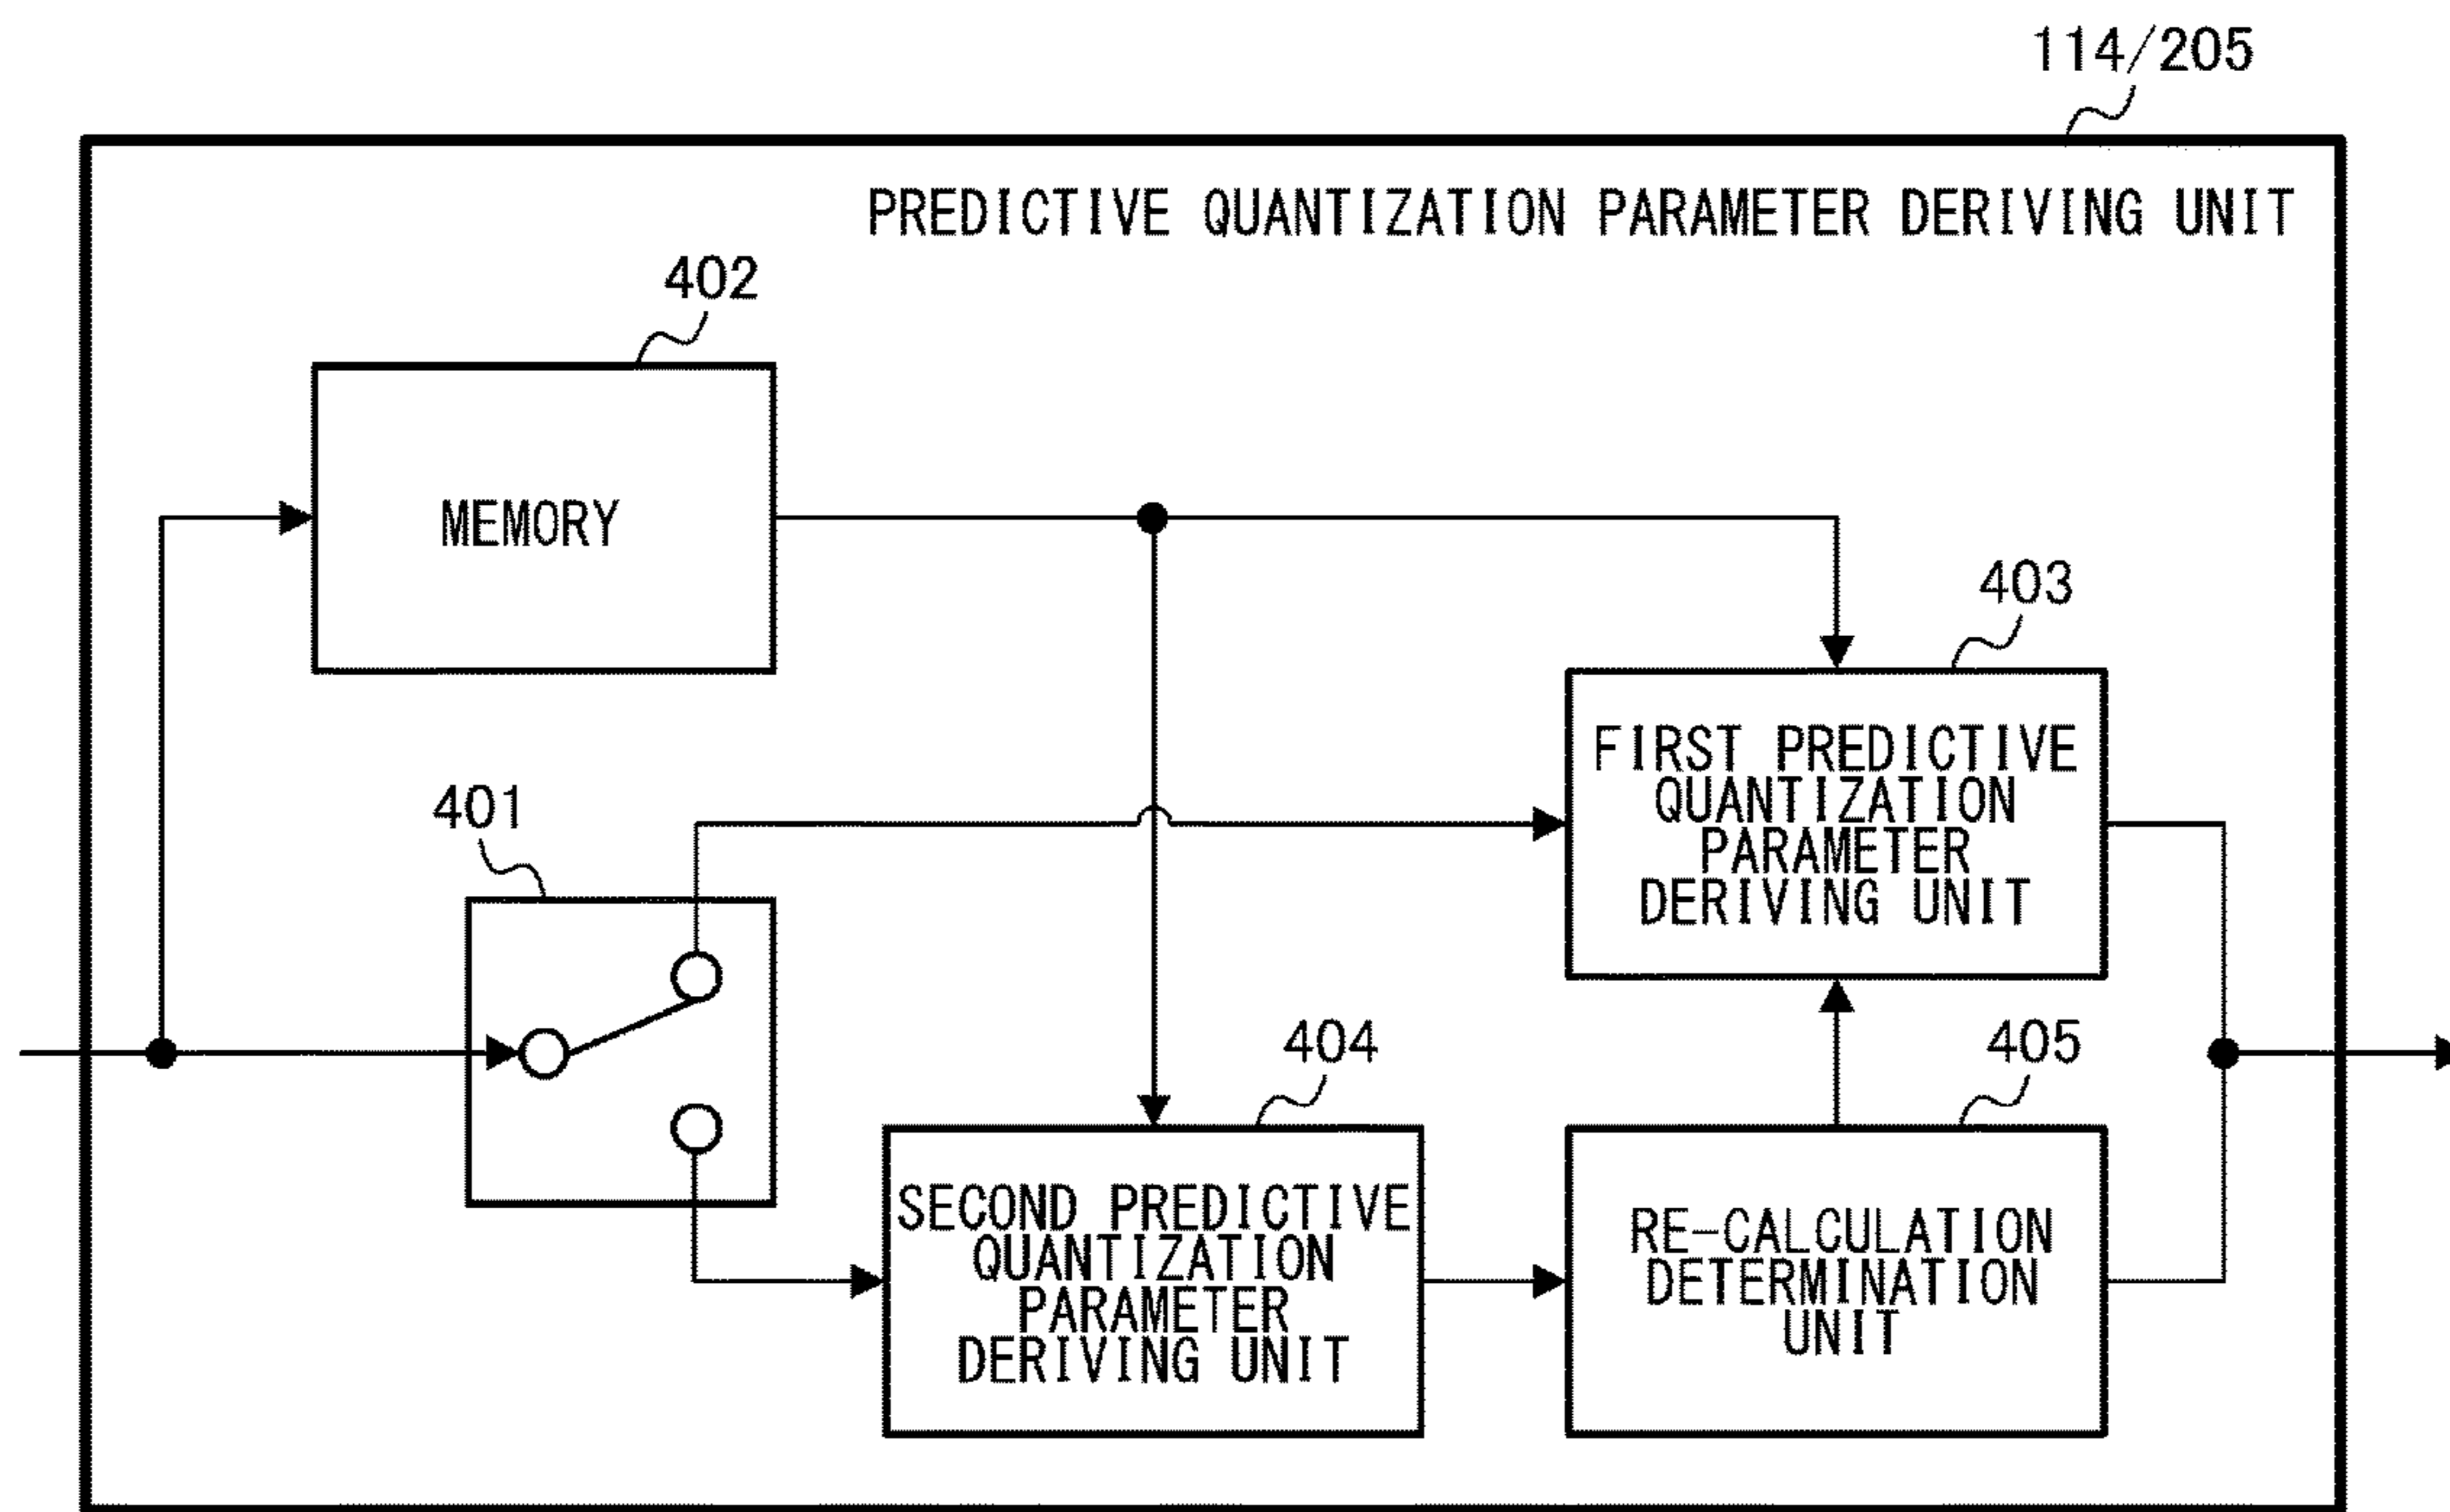 114/205
PREDICTIVE QUANTIZATION PARAMETER DERIVING UNIT
402
MEMORY
403
FIRST PREDICTIVE
QUANTIZATION
PARAMETER
DERIVING UNIT
401
404
SECOND PREDICTIVE
QUANTIZATION
PARAMETER
DERIVING UNIT
405
RE-CALCULATION
DETERMINATION
UNIT